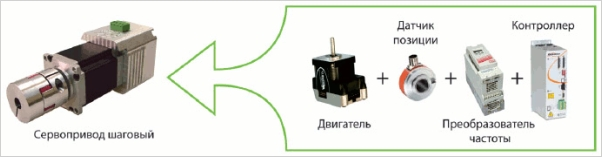 Датчик
позиции
Контроллер
Сервопривод шаговый
Двигатель
Преобразователь
частоты